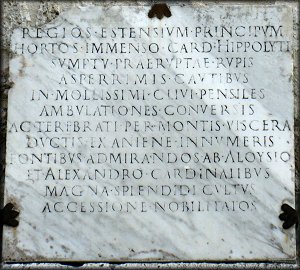 REGIOS·ESTENSIVM·PRINCIPVM
HORTOS·IMMENSO·CARD·HIPPOLYTI
SVMPTV·PRAERVPTAE·RVPIS
ASPERRIMIS·CAVTIBVS
IN·MOLLISSIMI·CLIVI·PENSILES
AMBVLATIONES·CONVERSIS
AC·TEREBRATI·PER·MONTIS·VISCERA
DVCTIS·EX·ANIENE·INNVMERIS
FONTIBVS·ADMIRANDOS·AB·ALOYSIO
ET·ALEXANDRO·CARDINALIBVS
MAGNA·SPLENDIDI·CVLTVS
ACCESSIONE·NOBILITATOS